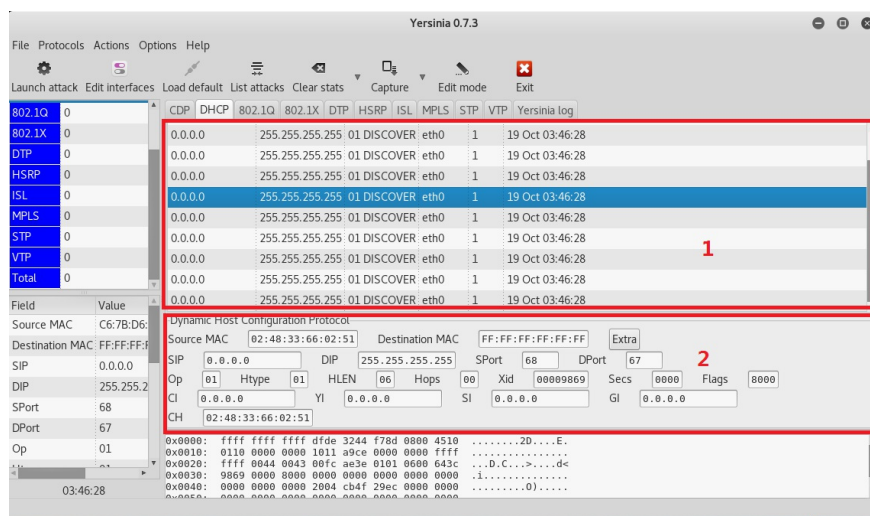 Yersinia 0.7.3
File Protocols Actions Options Help
Launch attack Edit interfaces Load default List attacks Clear stats Capture Edit mode Exit
802.1Q 0
802.1X 0
DTP 0
HSRP 0
ISL 0
MPLS 0
STP 0
VTP 0
Total 0
CDP DHCP 802.1Q 802.1X DTP HSRP ISL MPLS STP VTP Yersinia log
0.0.0.0 255.255.255.255 01 DISCOVER eth0 1 19 Oct 03:46:28
0.0.0.0 255.255.255.255 01 DISCOVER eth0 1 19 Oct 03:46:28
0.0.0.0 255.255.255.255 01 DISCOVER eth0 1 19 Oct 03:46:28
0.0.0.0 255.255.255.255 01 DISCOVER eth0 1 19 Oct 03:46:28
0.0.0.0 255.255.255.255 01 DISCOVER eth0 1 19 Oct 03:46:28
0.0.0.0 255.255.255.255 01 DISCOVER eth0 1 19 Oct 03:46:28
0.0.0.0 255.255.255.255 01 DISCOVER eth0 1 19 Oct 03:46:28
0.0.0.0 255.255.255.255 01 DISCOVER eth0 1 19 Oct 03:46:28
0.0.0.0 255.255.255.255 01 DISCOVER eth0 1 19 Oct 03:46:28
1
Field Value
Source MAC C6:7B:D6:
Destination MAC FF:FF:FF:F
SIP 0.0.0.0
DIP 255.255.2
SPort 68
DPort 67
Op 01
03:46:28
Dynamic Host Configuration Protocol
Source MAC 02:48:33:66:02:51 Destination MAC FF:FF:FF:FF:FF:FF Extra
SIP 0.0.0.0 DIP 255.255.255.255 SPort 68 DPort 67
2
Op 01 Htype 01 HLEN 06 Hops 00 Xid 00009869 Secs 0000 Flags 8000
CI 0.0.0.0 YI 0.0.0.0 SI 0.0.0.0 GI 0.0.0.0
CH 02:48:33:66:02:51
0x0000: ffff ffff ffff dfde 3244 f78d 0800 4510 ........2D....E.
0x0010: 0110 0000 0000 1011 a9ce 0000 0000 ffff ................
0x0020: ffff 0044 0043 00fc ae3e 0101 0600 643c ...D.C...>....d<
0x0030: 9869 0000 8000 0000 0000 0000 0000 0000 .i..............
0x0040: 0000 0000 0000 2004 cb4f 29ec 0000 0000 .........O).....